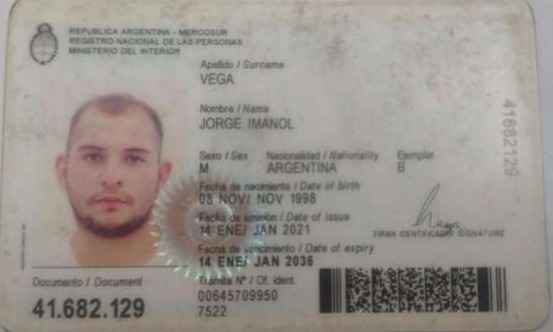 REPUBLICA ARGENTINA - MERCOSUR
REGISTRO NACIONAL DE LAS PERSONAS
MINISTERIO DEL INTERIOR
Apellido / Surname
VEGA
Nombre / Name
JORGE IMANOL
Sexo / Sex Nacionalidad / Nationality Ejemplar
M ARGENTINA B
Fecha de nacimiento / Date of birth
08 NOV/ NOV 1998
Fecha de emisión / Date of issue
14 ENE/ JAN 2021
FIRMA IDENTIFICADO/ SIGNATURE
Fecha de vencimiento / Date of expiry
14 ENE/ JAN 2036
Documento / Document
41.682.129
Trámite Nº / Of. ident.
00645709950
7522
41682129